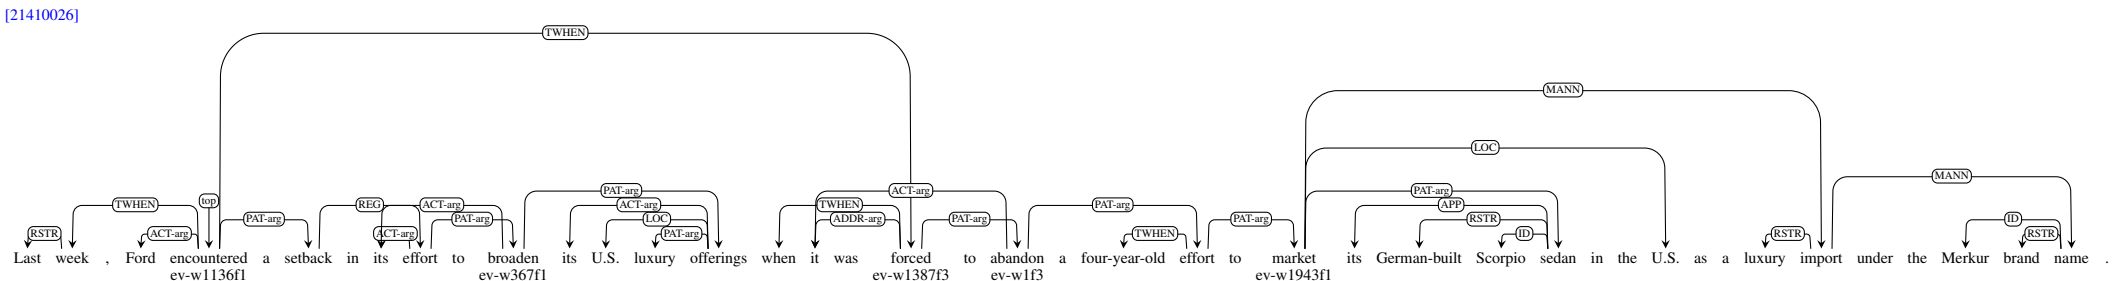 [21410026]
TWHEN
MANN
LOC
MANN
PAT-arg ACT-arg PAT-arg
TWHEN top REG ACT-arg ACT-arg TWHEN PAT-arg APP
PAT-arg PAT-arg LOC ADDR-arg PAT-arg PAT-arg RSTR ID
RSTR ACT-arg ACT-arg PAT-arg TWHEN ID RSTR RSTR
Last week , Ford encountered a setback in its effort to broaden its U.S. luxury offerings when it was forced to abandon a four-year-old effort to market its German-built Scorpio sedan in the U.S. as a luxury import under the Merkur brand name .
ev-w1136f1 ev-w367f1 ev-w1387f3 ev-w1f3 ev-w1943f1